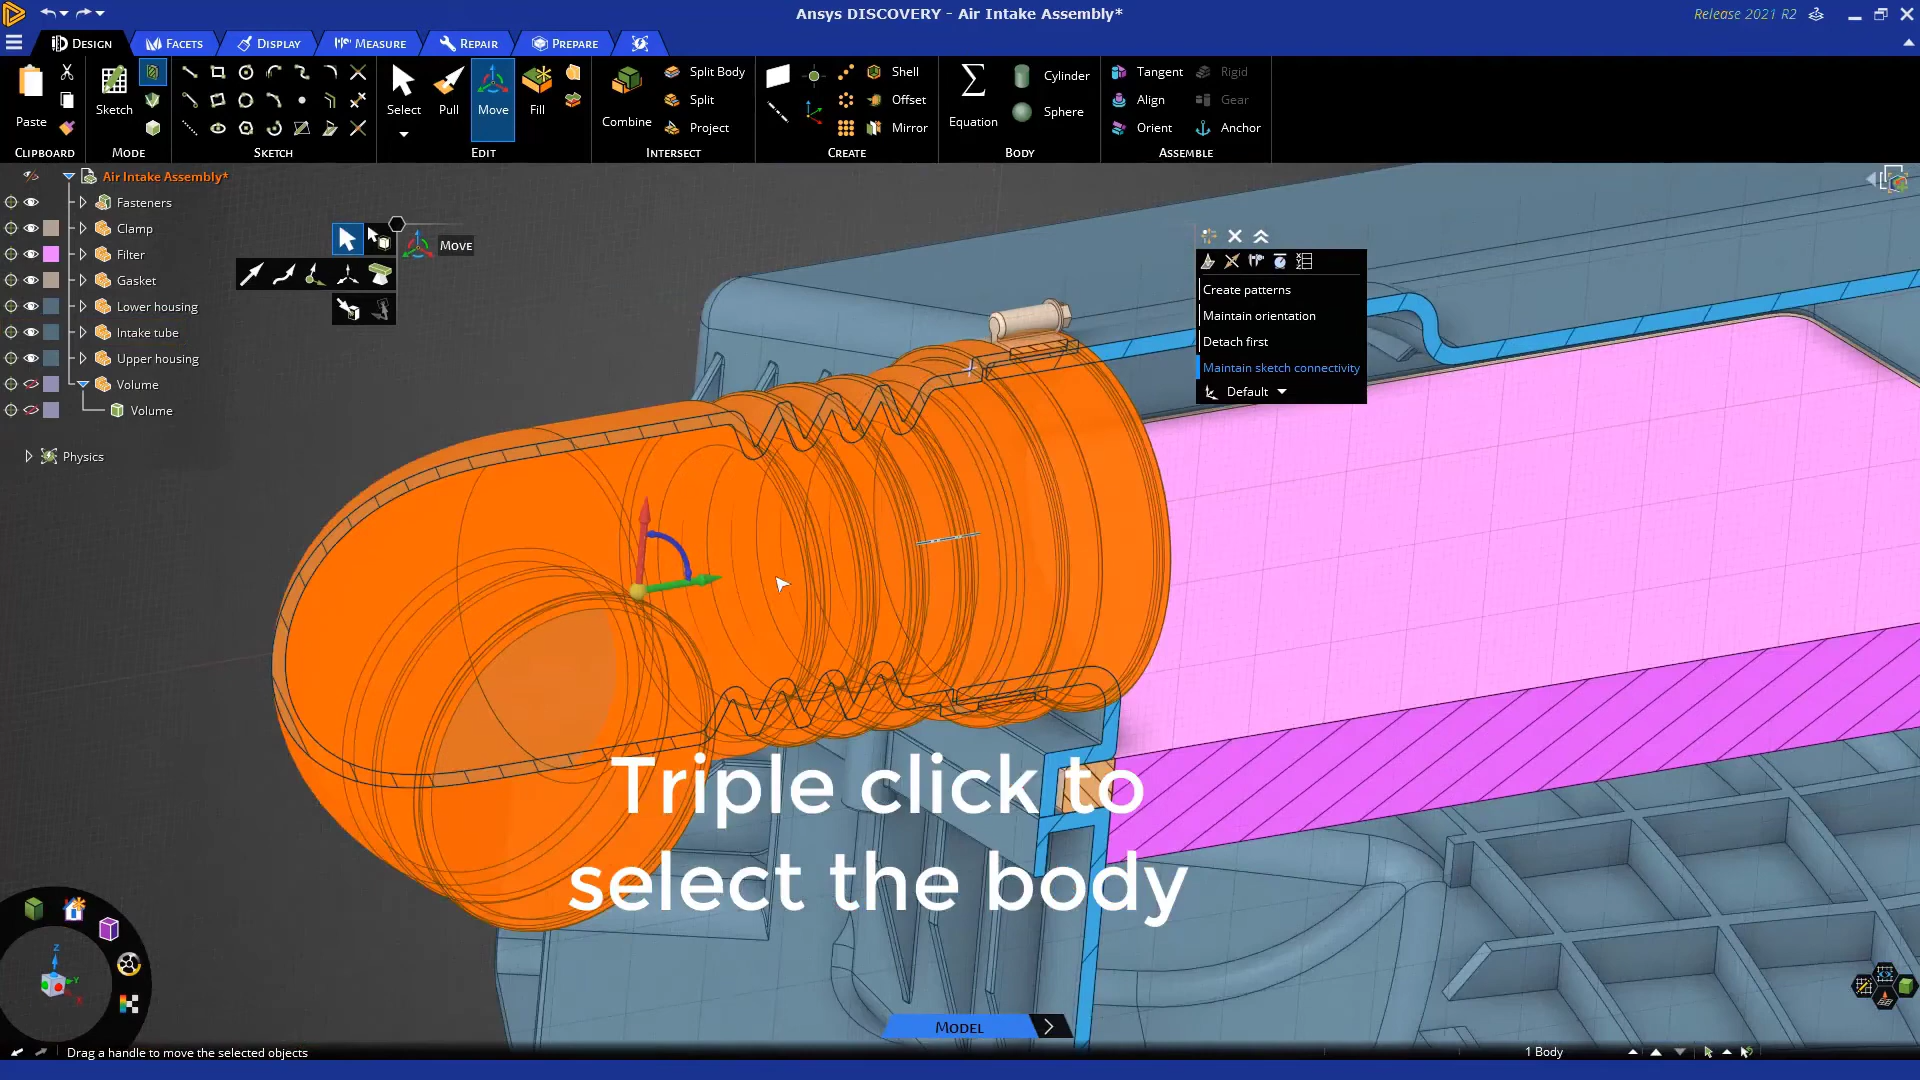 Ansys DISCOVERY - Air Intake Assembly*
Release 2021 R2
DESIGN
FACETS
DISPLAY
MEASURE
REPAIR
PREPARE
Paste
Sketch
Select
Pull
Move
Fill
Combine
Split Body
Split
Project
Shell
Offset
Mirror
Equation
Cylinder
Sphere
Tangent
Align
Orient
Rigid
Gear
Anchor
CLIPBOARD
MODE
SKETCH
EDIT
INTERSECT
CREATE
BODY
ASSEMBLE
Air Intake Assembly*
Fasteners
Clamp
Filter
Gasket
Lower housing
Intake tube
Upper housing
Volume
Volume
Physics
MOVE
Create patterns
Maintain orientation
Detach first
Maintain sketch connectivity
Default
Triple click to
select the body
Z
Y
X
MODEL
Drag a handle to move the selected objects
1 Body